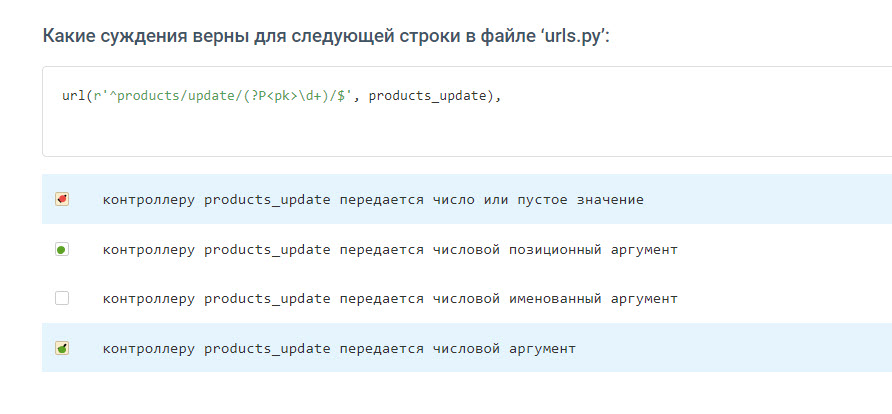 Какие суждения верны для следующей строки в файле ‘urls.py’:
url(r'^products/update/(?P<pk>\d+)/$', products_update),
контроллеру products_update передается число или пустое значение
контроллеру products_update передается числовой позиционный аргумент
контроллеру products_update передается числовой именованный аргумент
контроллеру products_update передается числовой аргумент